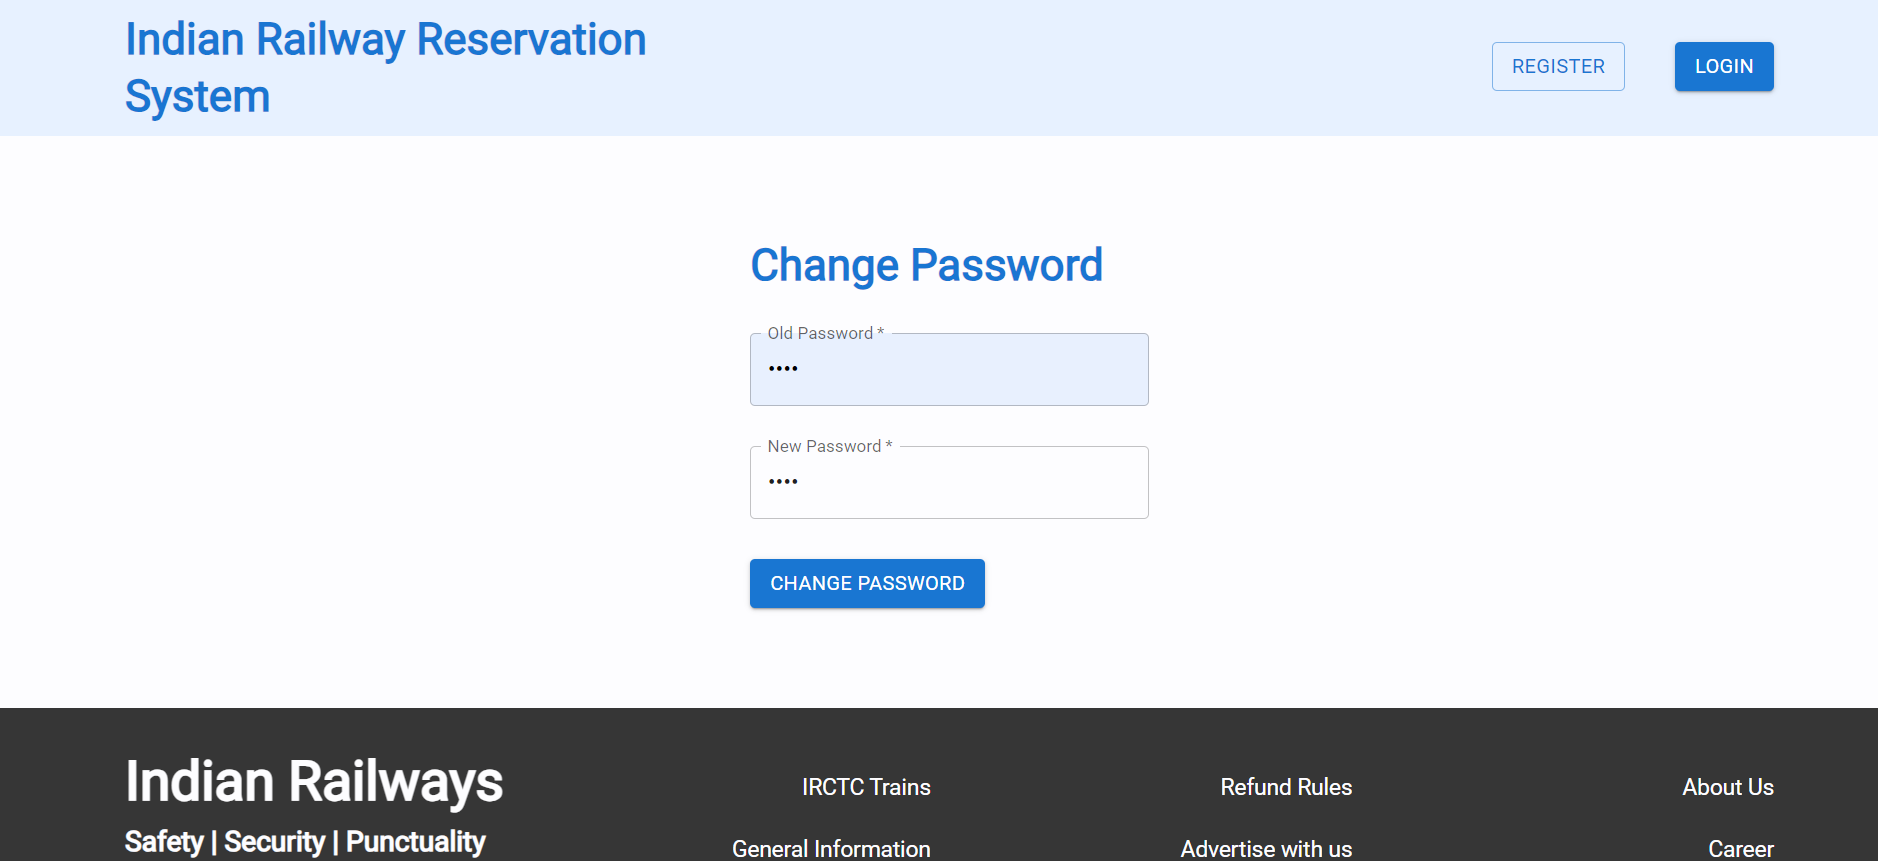 Indian Railway Reservation
System
REGISTER
LOGIN
Change Password
Old Password *
••••
New Password *
••••
CHANGE PASSWORD
Indian Railways
Safety | Security | Punctuality
IRCTC Trains
General Information
Refund Rules
Advertise with us
About Us
Career